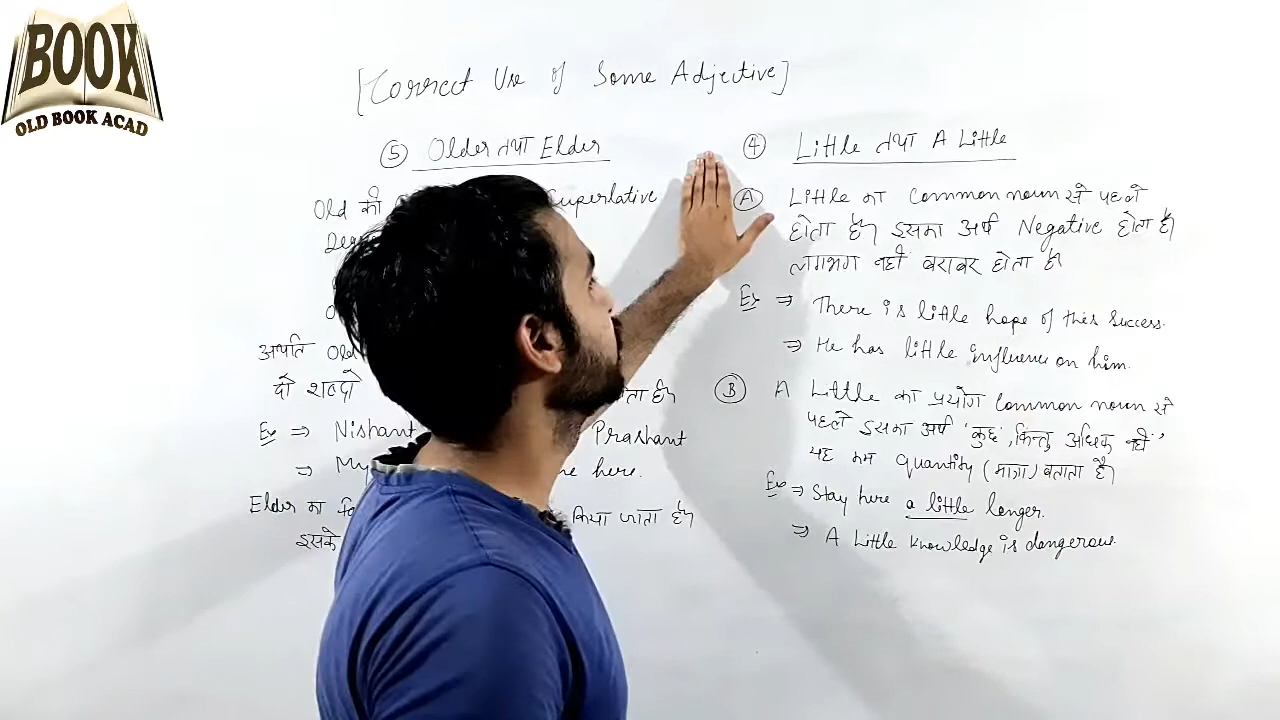 BOOK
OLD BOOK ACAD
[Correct Use of Some Adjective]
⑤ Older तथा Elder
Old की Superlative
अर्थात Old
दो शब्दो जाता है।
Ex ⇒ Nishant Prashant
⇒ My here.
Elder का किया जाता है।
इसके
④ Little तथा A Little
Ⓐ Little का Common noun से पहले
होता है। इसका अर्थ Negative होता है।
लगभग नहीं बराबर होता है।
Ex ⇒ There is little hope of this success.
⇒ He has little influence on him.
Ⓑ A Little का प्रयोग Common noun से
पहले इसका अर्थ 'कुछ, किन्तु अधिक नहीं'
यह कम quantity (मात्रा) बताता है।
Ex ⇒ Stay here a little longer.
⇒ A Little knowledge is dangerous